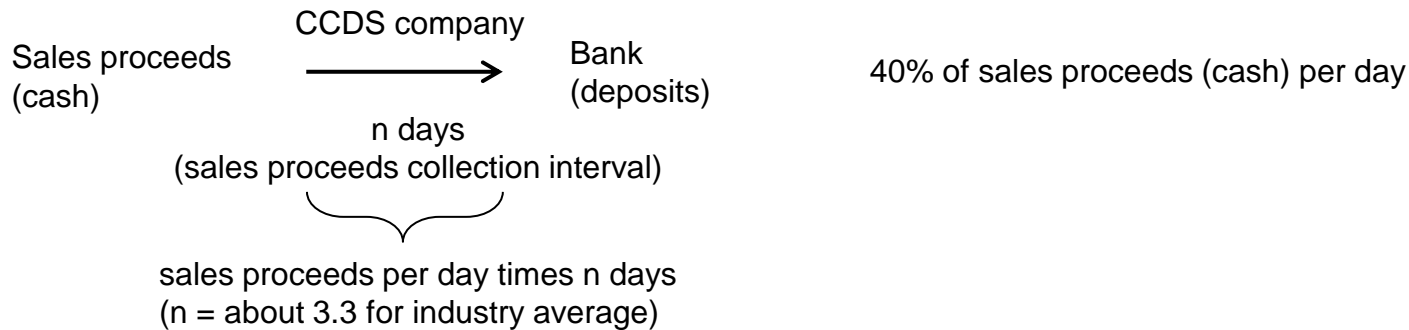 CCDS company
Sales proceeds
(cash)
Bank
(deposits)
40% of sales proceeds (cash) per day
n days
(sales proceeds collection interval)
sales proceeds per day times n days
(n = about 3.3 for industry average)